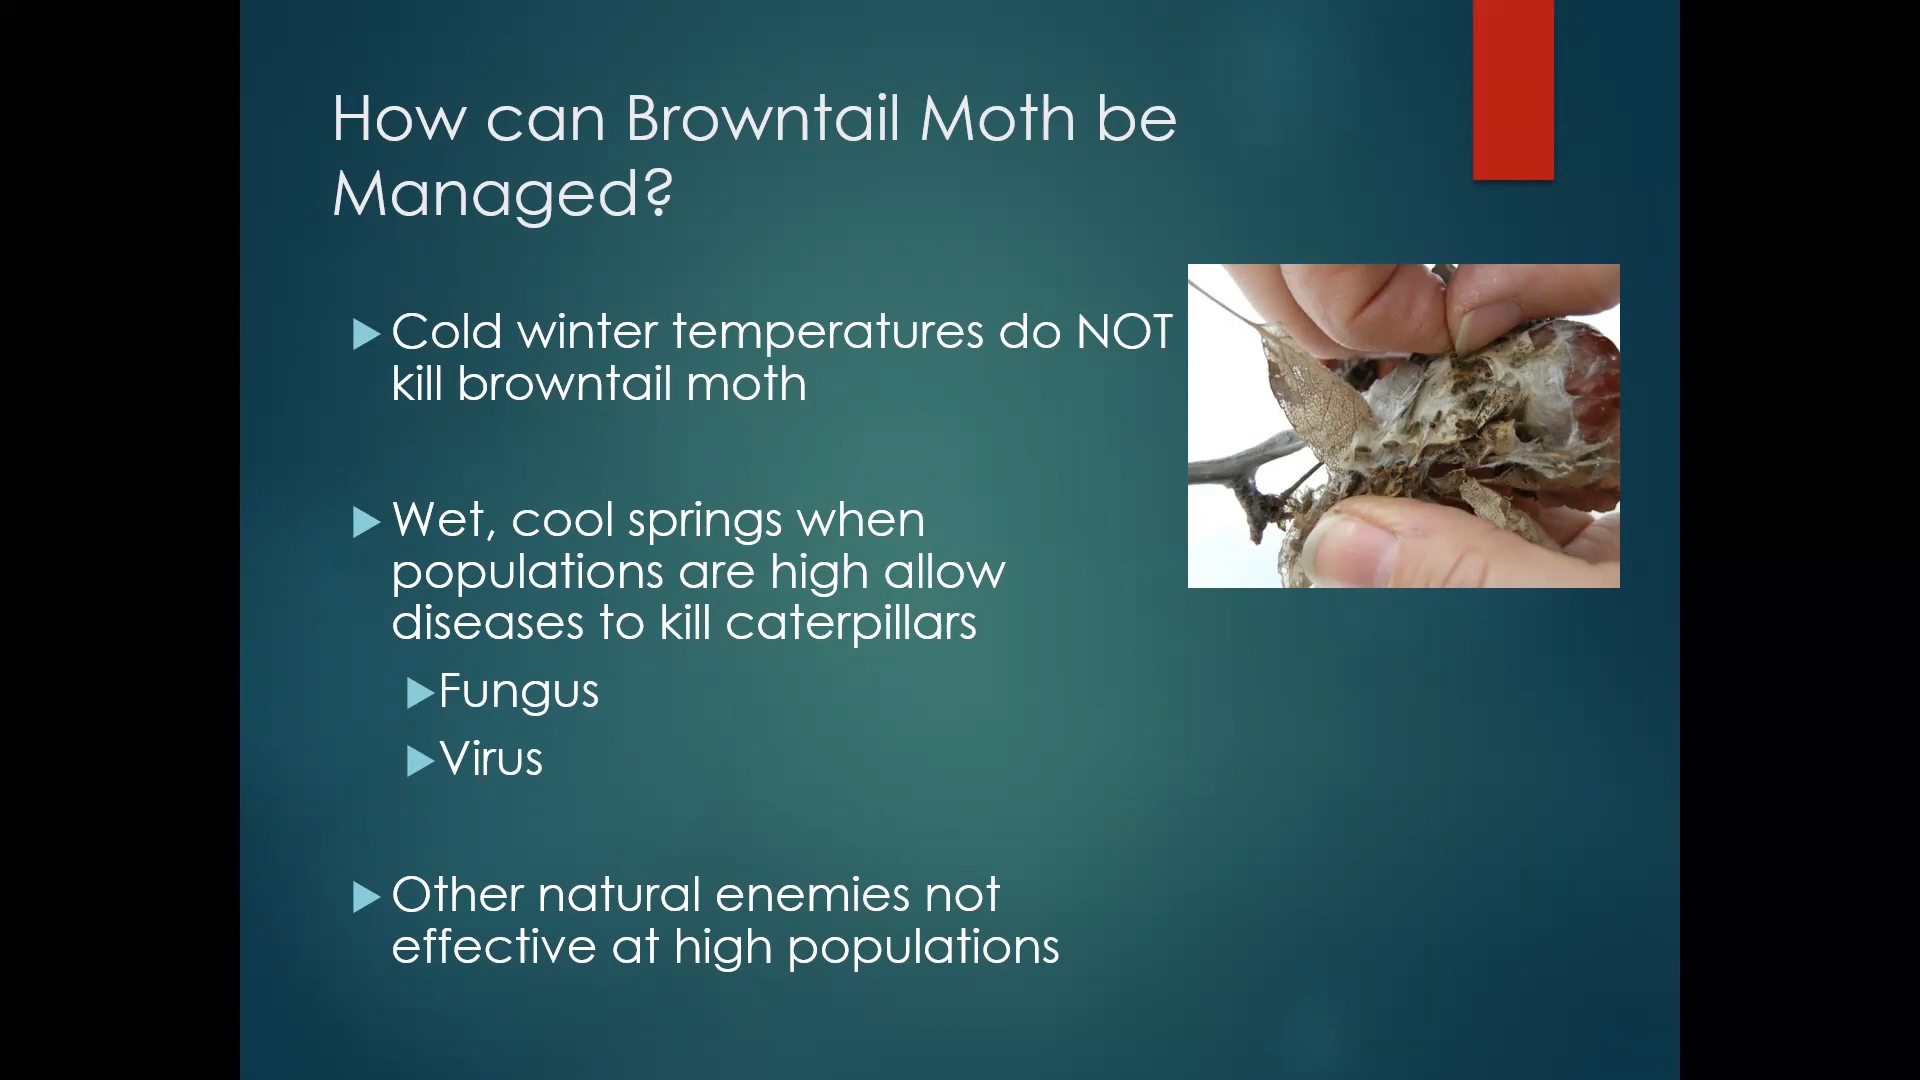 How can Browntail Moth be
Managed?
Cold winter temperatures do NOT
kill browntail moth
Wet, cool springs when
populations are high allow
diseases to kill caterpillars
Fungus
Virus
Other natural enemies not
effective at high populations